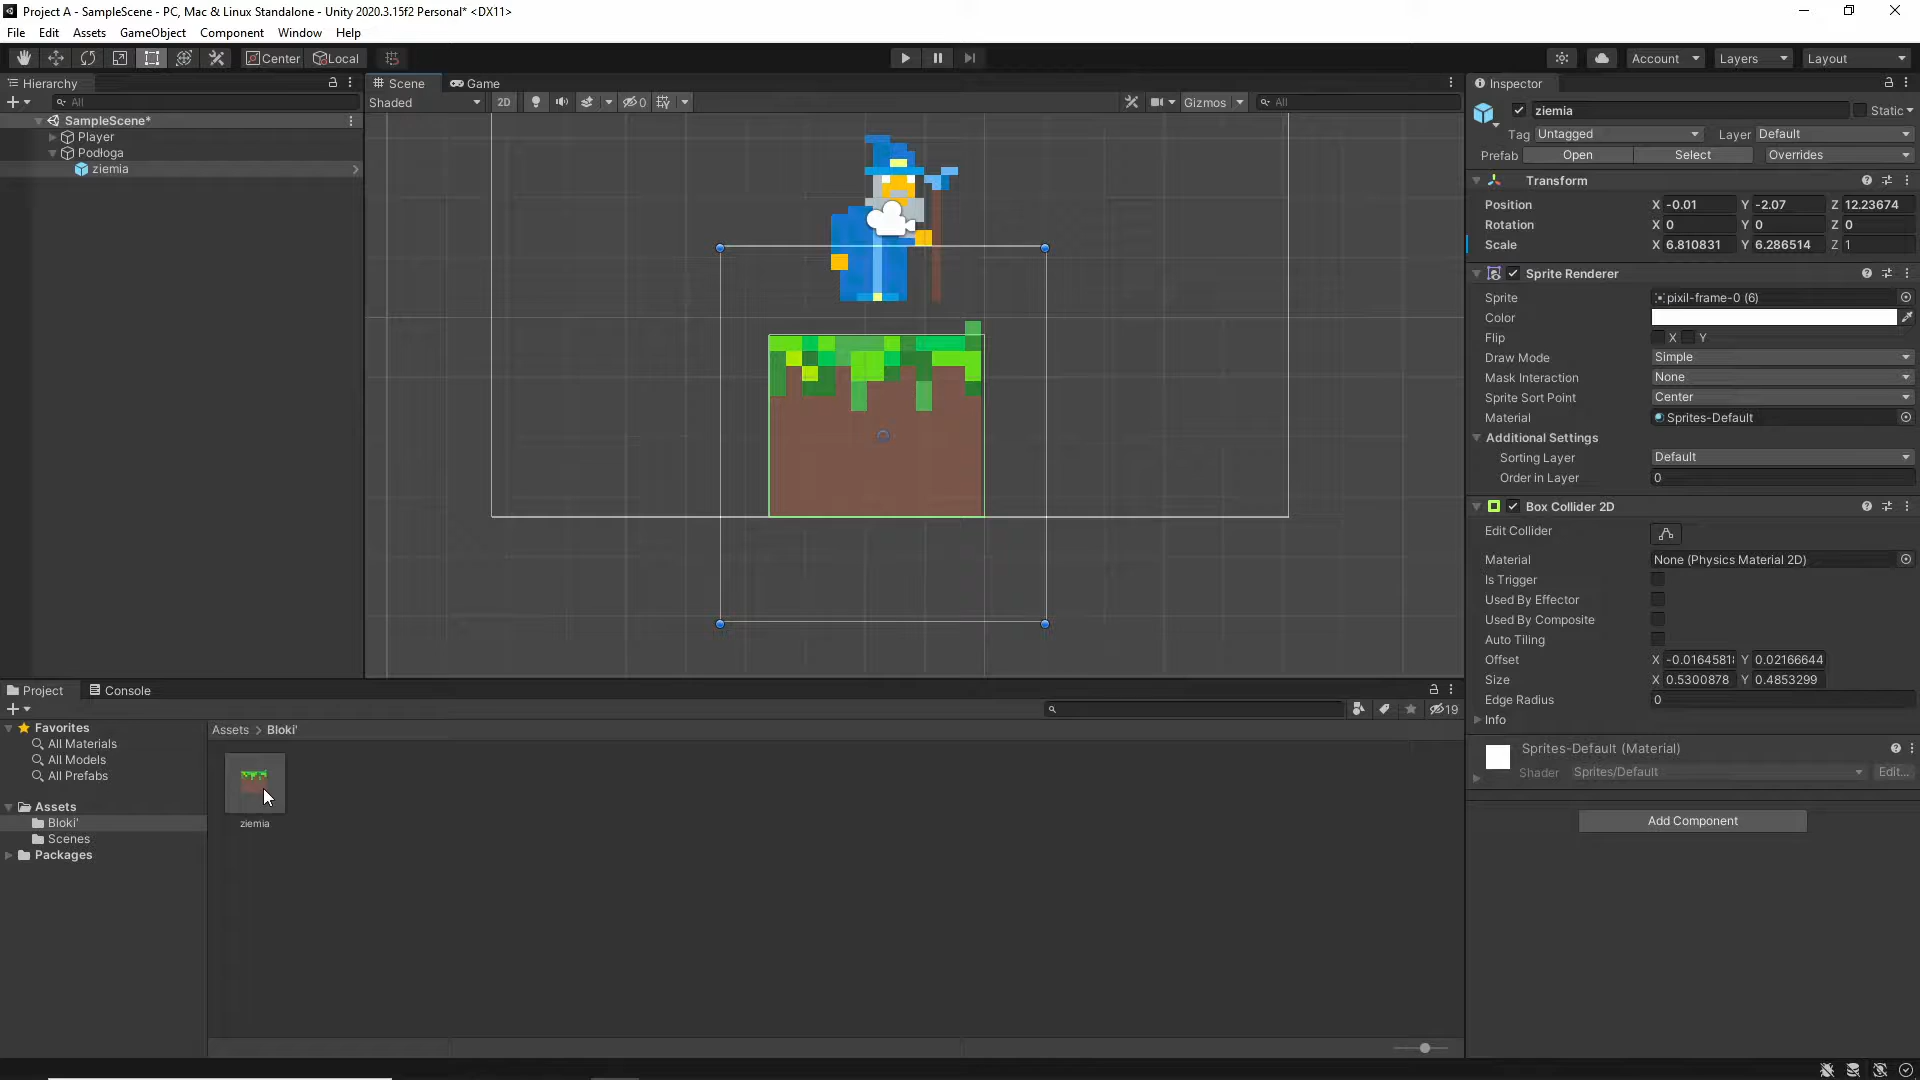 Project A - SampleScene - PC, Mac & Linux Standalone - Unity 2020.3.15f2 Personal* <DX11>
File Edit Assets GameObject Component Window Help
Center Local Account Layers Layout
Hierarchy
All
SampleScene*
Player
Podłoga
ziemia
Scene Game
Shaded 2D 0 Gizmos All
Inspector
ziemia Static
Tag Untagged Layer Default
Prefab Open Select Overrides
Transform
Position X -0.01 Y -2.07 Z 12.23674
Rotation X 0 Y 0 Z 0
Scale X 6.810831 Y 6.286514 Z 1
Sprite Renderer
Sprite pixil-frame-0 (6)
Color
Flip X Y
Draw Mode Simple
Mask Interaction None
Sprite Sort Point Center
Material Sprites-Default
Additional Settings
Sorting Layer Default
Order in Layer 0
Box Collider 2D
Edit Collider
Material None (Physics Material 2D)
Is Trigger
Used By Effector
Used By Composite
Auto Tiling
Offset X -0.0164581 Y 0.02166644
Size X 0.5300878 Y 0.4853299
Edge Radius 0
Info
Sprites-Default (Material)
Shader Sprites/Default Edit...
Add Component
Project Console
19
Favorites
All Materials
All Models
All Prefabs
Assets
Bloki'
Scenes
Packages
Assets > Bloki'
ziemia